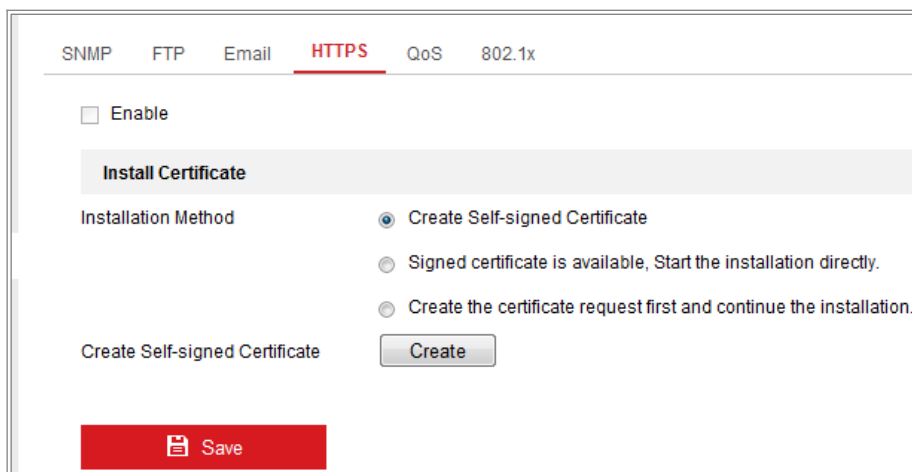 SNMP FTP Email HTTPS QoS 802.1x
Enable
Install Certificate
Installation Method Create Self-signed Certificate
Signed certificate is available, Start the installation directly.
Create the certificate request first and continue the installation.
Create Self-signed Certificate Create
Save